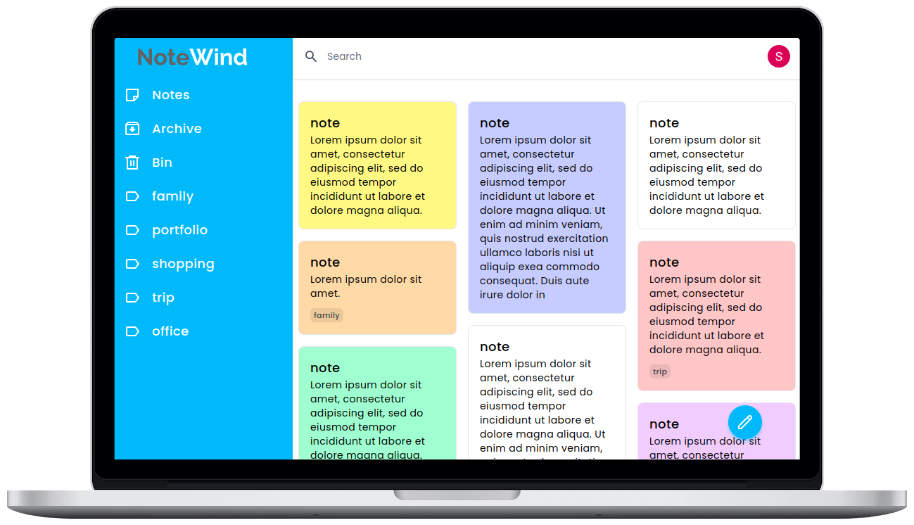 NoteWind
Search
S
Notes
Archive
Bin
family
portfolio
shopping
trip
office
note
Lorem ipsum dolor sit
amet, consectetur
adipiscing elit, sed do
eiusmod tempor
incididunt ut labore et
dolore magna aliqua.
note
Lorem ipsum dolor sit
amet.
family
note
Lorem ipsum dolor sit
amet, consectetur
adipiscing elit, sed do
eiusmod tempor
incididunt ut labore et
dolore magna aliqua.
note
Lorem ipsum dolor sit
amet, consectetur
adipiscing elit, sed do
eiusmod tempor
incididunt ut labore et
dolore magna aliqua. Ut
enim ad minim veniam,
quis nostrud exercitation
ullamco laboris nisi ut
aliquip exea commodo
consequat. Duis aute
irure dolor in
note
Lorem ipsum dolor sit
amet, consectetur
adipiscing elit, sed do
eiusmod tempor
incididunt ut labore et
dolore magna aliqua. Ut
enim ad minim veniam,
note
Lorem ipsum dolor sit
amet, consectetur
adipiscing elit, sed do
eiusmod tempor
incididunt ut labore et
dolore magna aliqua.
note
Lorem ipsum dolor sit
amet, consectetur
adipiscing elit, sed do
eiusmod tempor
incididunt ut labore et
dolore magna aliqua.
trip
note
Lorem ipsum dolor sit
amet, consectetur